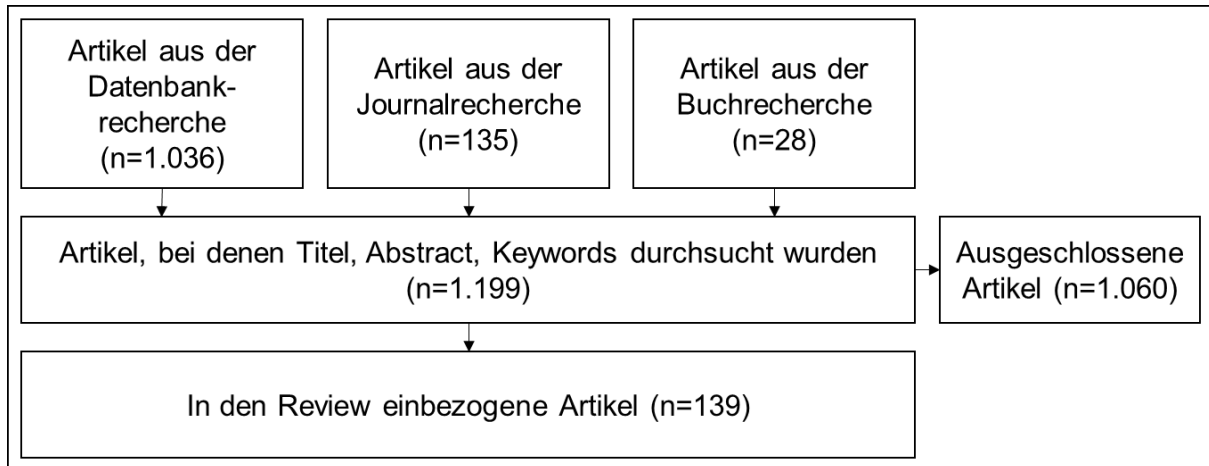 Artikel aus der
Datenbank-
recherche
(n=1.036)
Artikel aus der
Journalrecherche
(n=135)
Artikel aus der
Buchrecherche
(n=28)
Artikel, bei denen Titel, Abstract, Keywords durchsucht wurden
(n=1.199)
Ausgeschlossene
Artikel (n=1.060)
In den Review einbezogene Artikel (n=139)